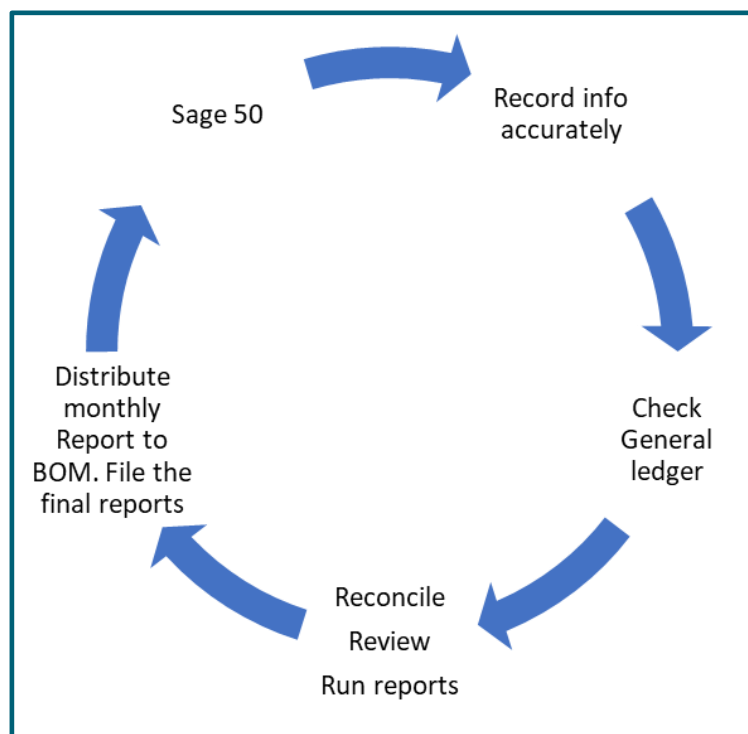 Sage 50
Record info
accurately
Check
General
ledger
Reconcile
Review
Run reports
Distribute
monthly
Report to
BOM. File the
final reports